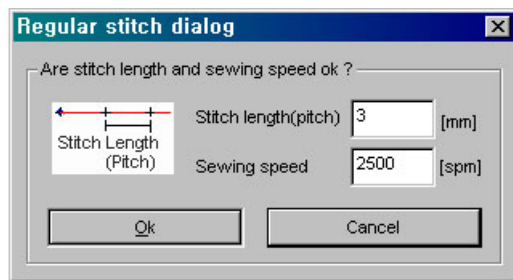 Regular stitch dialog
Are stitch length and sewing speed ok ?
Stitch Length
(Pitch)
Stitch length(pitch) 3 [mm]
Sewing speed 2500 [spm]
Ok Cancel